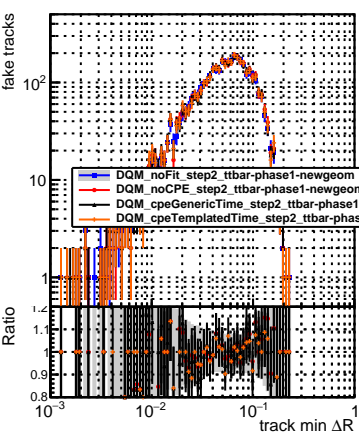 fake tracks
10²
10
1
DQM_noFit_step2_ttbar-phase1-newgeom
DQM_noCPE_step2_ttbar-phase1-newgeom
DQM_cpeGenericTime_step2_ttbar-phase1
DQM_cpeTemplatedTime_step2_ttbar-phas
Ratio
1.2
1.1
1
0.9
0.8
10⁻³ 10⁻² 10⁻¹ 1
track min ΔR